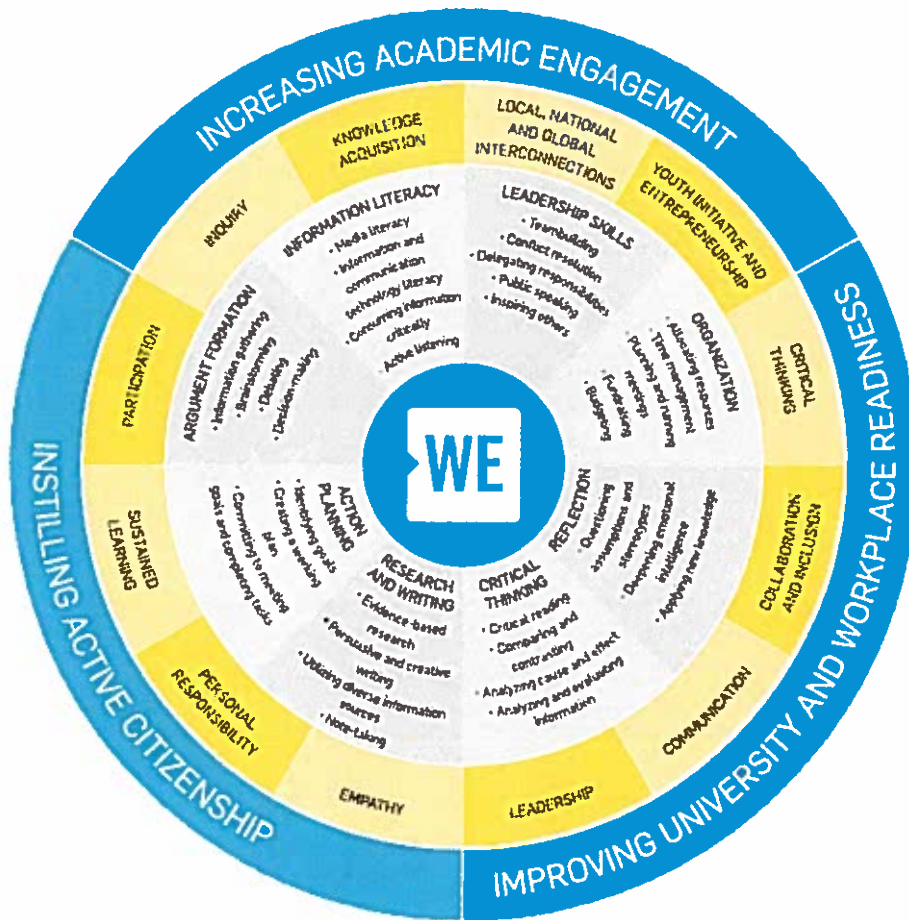 INCREASING ACADEMIC ENGAGEMENT
IMPROVING UNIVERSITY AND WORKPLACE READINESS
INSTILLING ACTIVE CITIZENSHIP
INQUIRY
KNOWLEDGE
ACQUISITION
LOCAL, NATIONAL
AND GLOBAL
INTERCONNECTIONS
YOUTH INITIATIVE AND
ENTREPRENEURSHIP
CRITICAL
THINKING
COLLABORATION
AND INCLUSION
COMMUNICATION
LEADERSHIP
EMPATHY
PERSONAL
RESPONSIBILITY
SUSTAINED
LEARNING
PARTICIPATION
INFORMATION LITERACY
• Media literacy
• Information and
communication
technology literacy
• Consuming information
critically
• Active listening
LEADERSHIP SKILLS
• Teambuilding
• Conflict resolution
• Delegating responsibilities
• Public speaking
• Inspiring others
ORGANIZATION
• Allocating resources
• Time management
• Planning and running
meetings
• Fundraising
• Budgeting
REFLECTION
• Questioning
assumptions and
stereotypes
• Deepening emotional
intelligence
• Applying new knowledge
CRITICAL
THINKING
• Critical reading
• Comparing and
contrasting
• Analyzing cause and effect
• Analyzing and evaluating
information
RESEARCH
AND WRITING
• Evidence-based
research
• Persuasive and creative
writing
• Utilizing diverse information
sources
• Note-taking
ACTION
PLANNING
• Identifying goals
• Creating a working
plan
• Committing to meeting
goals and completing tasks
ARGUMENT FORMATION
• Information gathering
• Brainstorming
• Debating
• Decision-making
WE